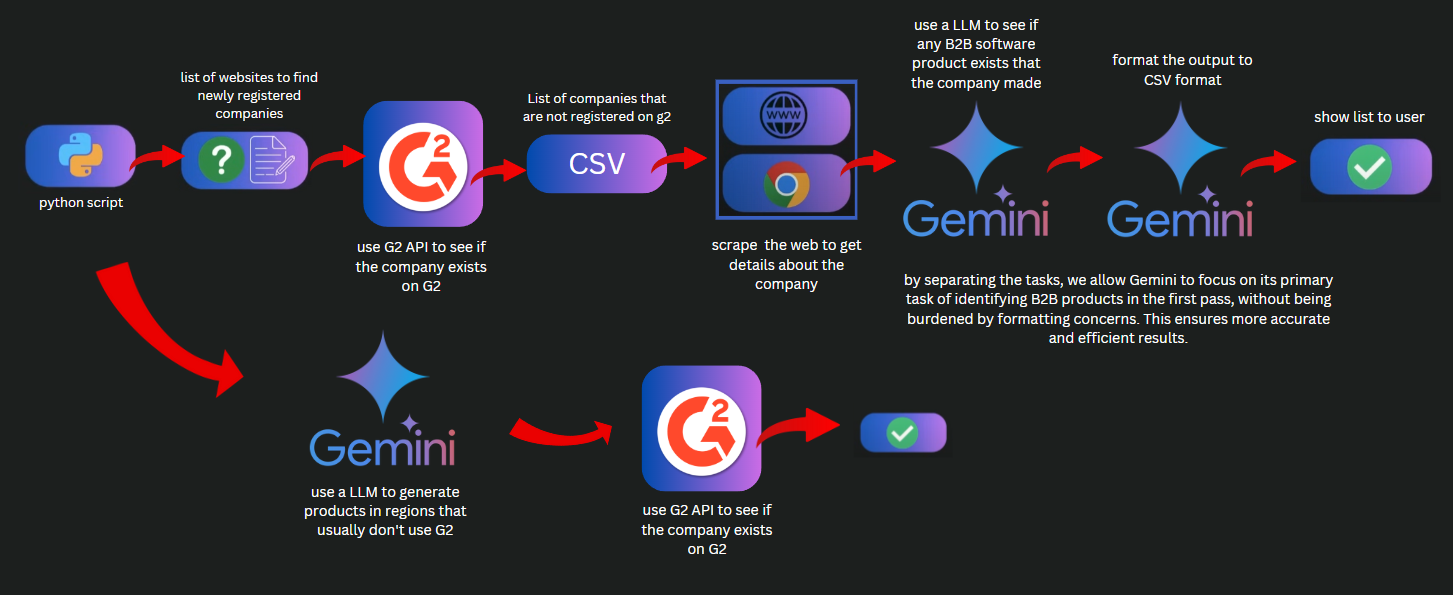 python script
list of websites to find
newly registered
companies
?
G2
use G2 API to see if
the company exists
on G2
List of companies that
are not registered on g2
CSV
WWW
scrape  the web to get
details about the
company
use a LLM to see if
any B2B software
product exists that
the company made
Gemini
format the output to
CSV format
Gemini
by separating the tasks, we allow Gemini to focus on its primary
task of identifying B2B products in the first pass, without being
burdened by formatting concerns. This ensures more accurate
and efficient results.
show list to user
Gemini
use a LLM to generate
products in regions that
usually don't use G2
G2
use G2 API to see if
the company exists
on G2